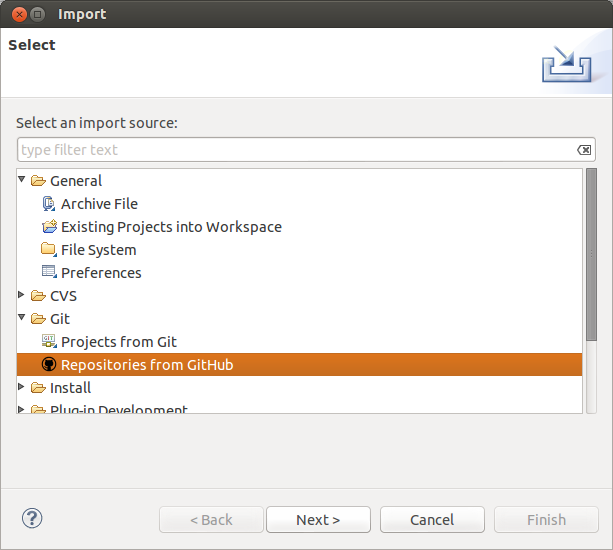 Import
Select
Select an import source:
type filter text
General
Archive File
Existing Projects into Workspace
File System
Preferences
CVS
Git
Projects from Git
Repositories from GitHub
Install
Plug-in Development
< Back
Next >
Cancel
Finish